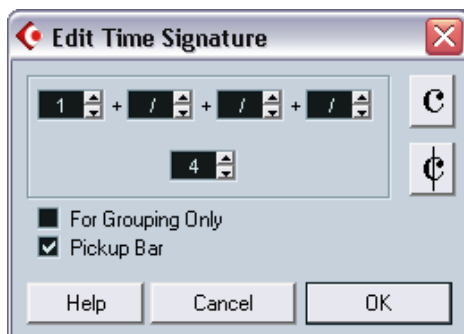 Edit Time Signature
1 + / + / + /
4
For Grouping Only
Pickup Bar
Help Cancel OK